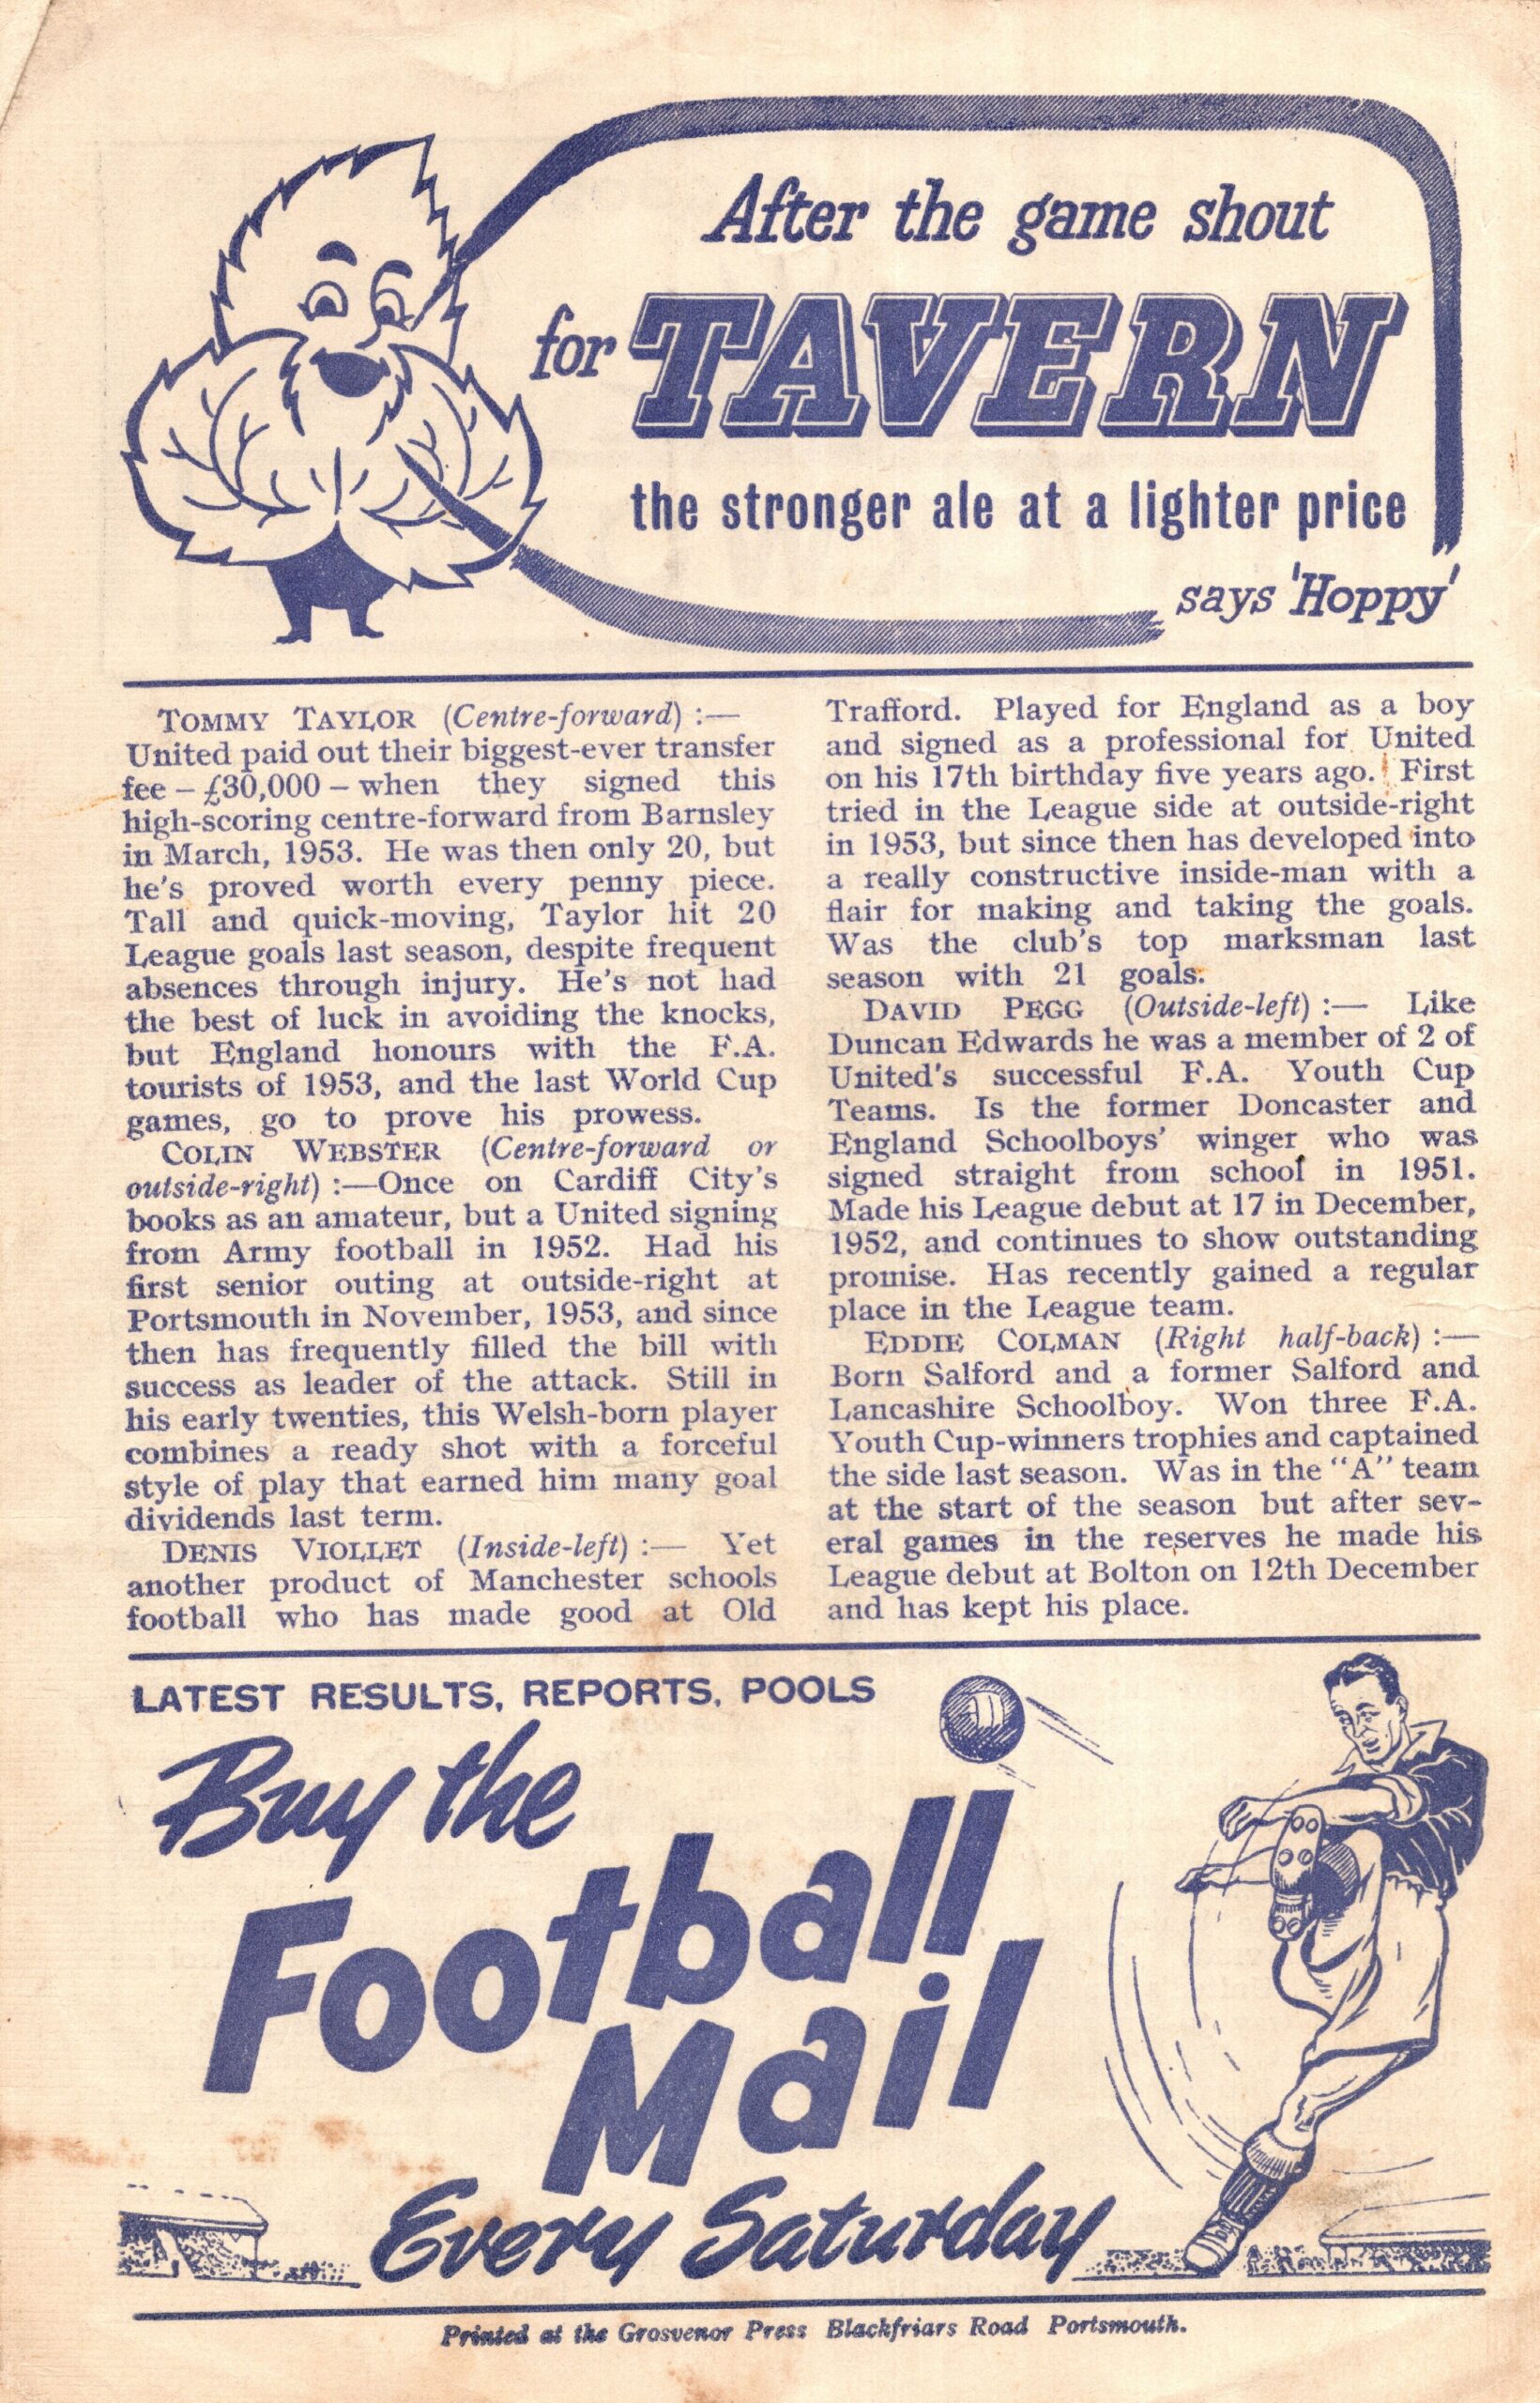 After the game shout
for TAVERN
the stronger ale at a lighter price
says 'Hoppy'
TOMMY TAYLOR (Centre-forward) :—
United paid out their biggest-ever transfer
fee – £30,000 – when they signed this
high-scoring centre-forward from Barnsley
in March, 1953. He was then only 20, but
he's proved worth every penny piece.
Tall and quick-moving, Taylor hit 20
League goals last season, despite frequent
absences through injury. He's not had
the best of luck in avoiding the knocks,
but England honours with the F.A.
tourists of 1953, and the last World Cup
games, go to prove his prowess.
COLIN WEBSTER (Centre-forward or
outside-right) :—Once on Cardiff City's
books as an amateur, but a United signing
from Army football in 1952. Had his
first senior outing at outside-right at
Portsmouth in November, 1953, and since
then has frequently filled the bill with
success as leader of the attack. Still in
his early twenties, this Welsh-born player
combines a ready shot with a forceful
style of play that earned him many goal
dividends last term.
DENIS VIOLLET (Inside-left) :— Yet
another product of Manchester schools
football who has made good at Old
Trafford. Played for England as a boy
and signed as a professional for United
on his 17th birthday five years ago. First
tried in the League side at outside-right
in 1953, but since then has developed into
a really constructive inside-man with a
flair for making and taking the goals.
Was the club's top marksman last
season with 21 goals.
DAVID PEGG (Outside-left) :— Like
Duncan Edwards he was a member of 2 of
United's successful F.A. Youth Cup
Teams. Is the former Doncaster and
England Schoolboys' winger who was
signed straight from school in 1951.
Made his League debut at 17 in December,
1952, and continues to show outstanding
promise. Has recently gained a regular
place in the League team.
EDDIE COLMAN (Right half-back) :—
Born Salford and a former Salford and
Lancashire Schoolboy. Won three F.A.
Youth Cup-winners trophies and captained
the side last season. Was in the "A" team
at the start of the season but after sev-
eral games in the reserves he made his
League debut at Bolton on 12th December
and has kept his place.
LATEST RESULTS, REPORTS, POOLS
Buy the
Football
Mail
Every Saturday
Printed at the Grosvenor Press Blackfriars Road Portsmouth.